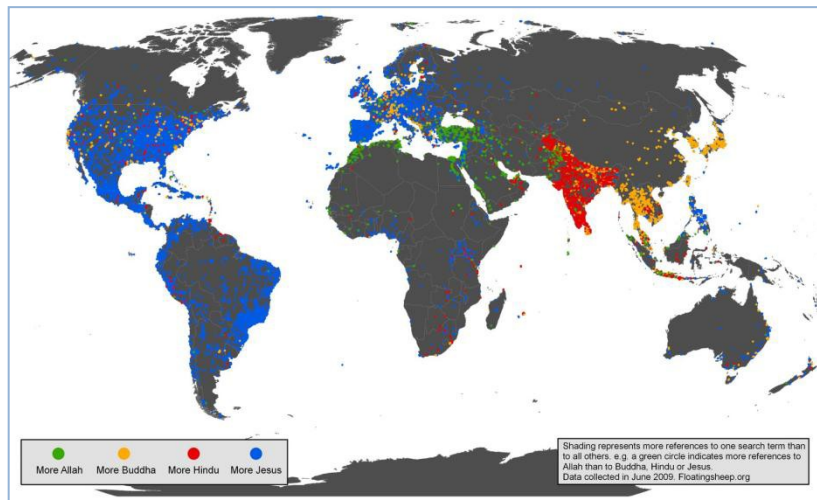 More Allah
More Buddha
More Hindu
More Jesus
Shading represents more references to one search term than
to all others. e.g. a green circle indicates more references to
Allah than to Buddha, Hindu or Jesus.
Data collected in June 2009. Floatingsheep.org